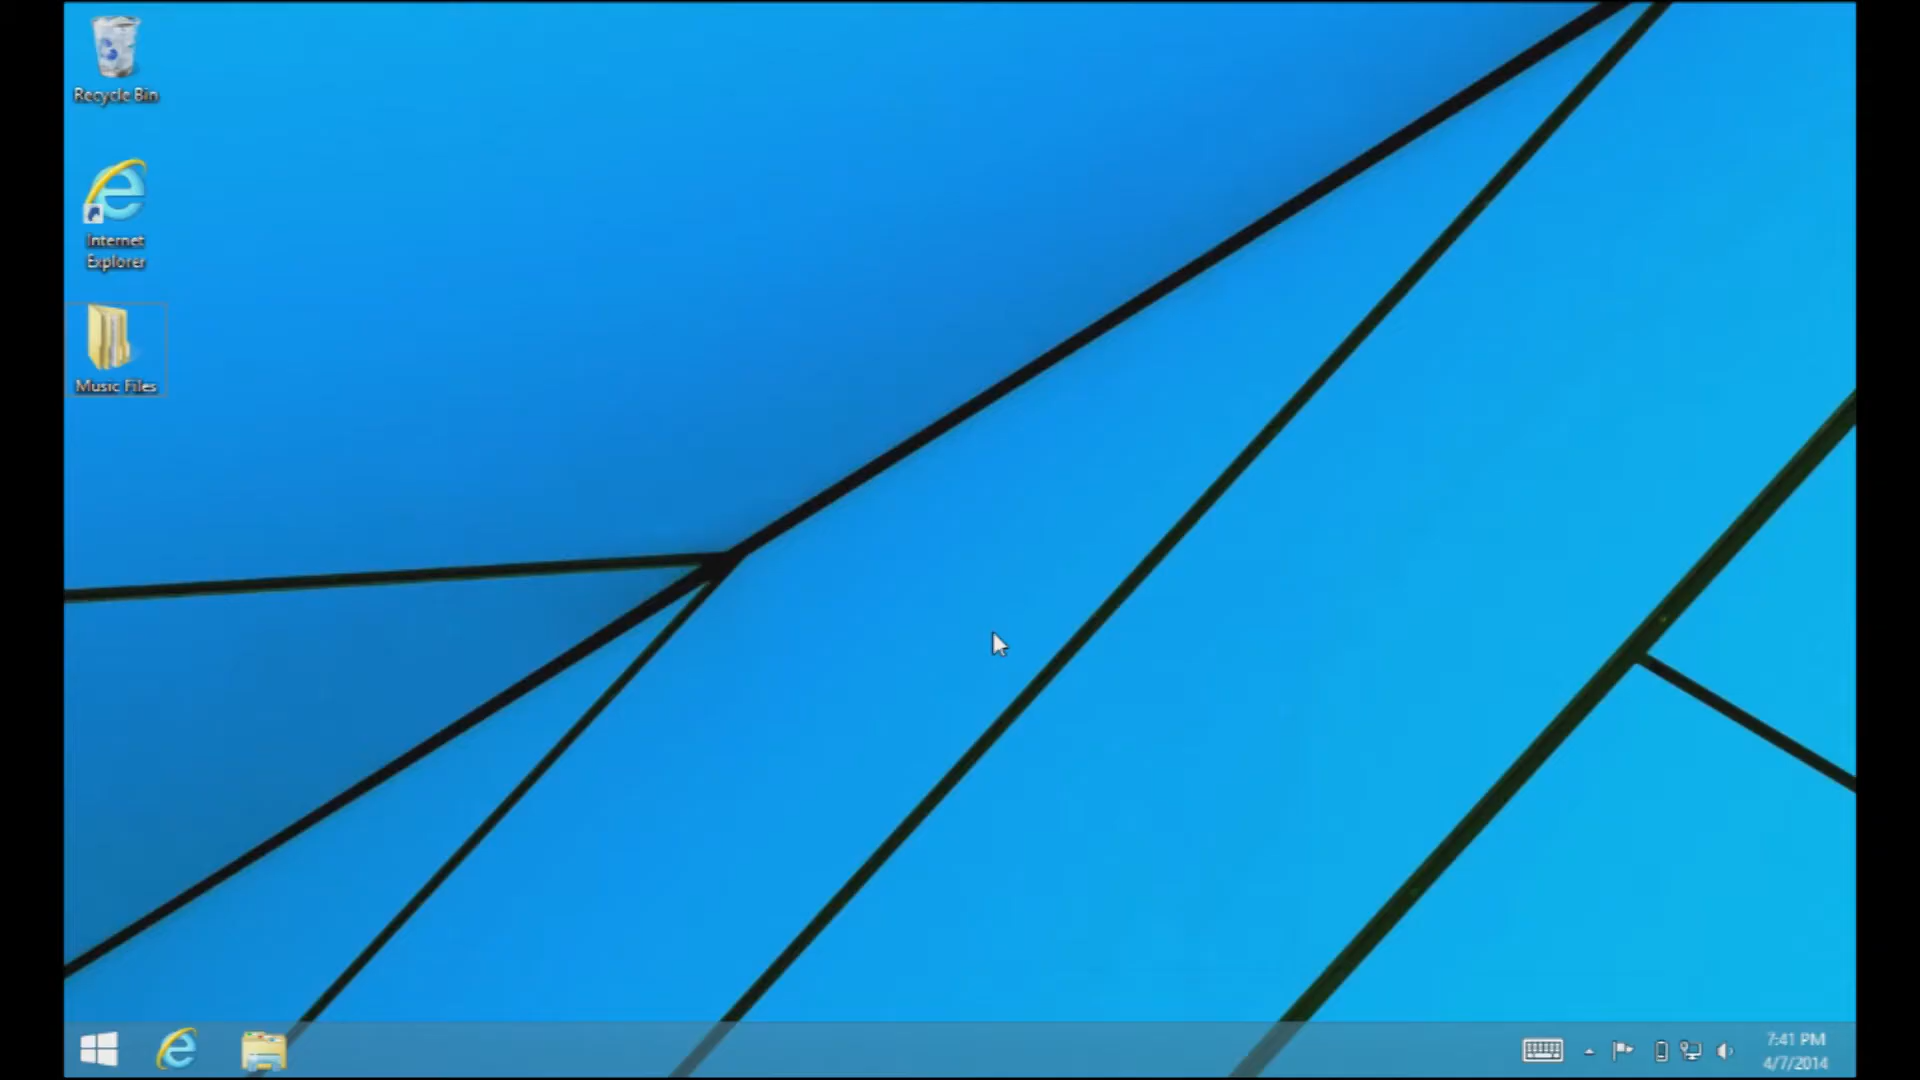 Recycle Bin
Internet
Explorer
Music Files
7:41 PM
4/7/2014